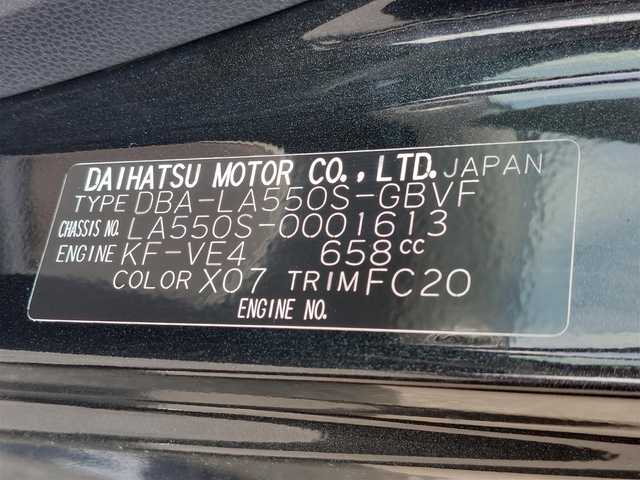 DAIHATSU MOTOR CO., LTD. JAPAN
TYPE DBA-LA550S-GBVF
CHASSIS NO. LA550S-0001613
ENGINE KF-VE4 658cc
COLOR X07 TRIM FC20
ENGINE NO.